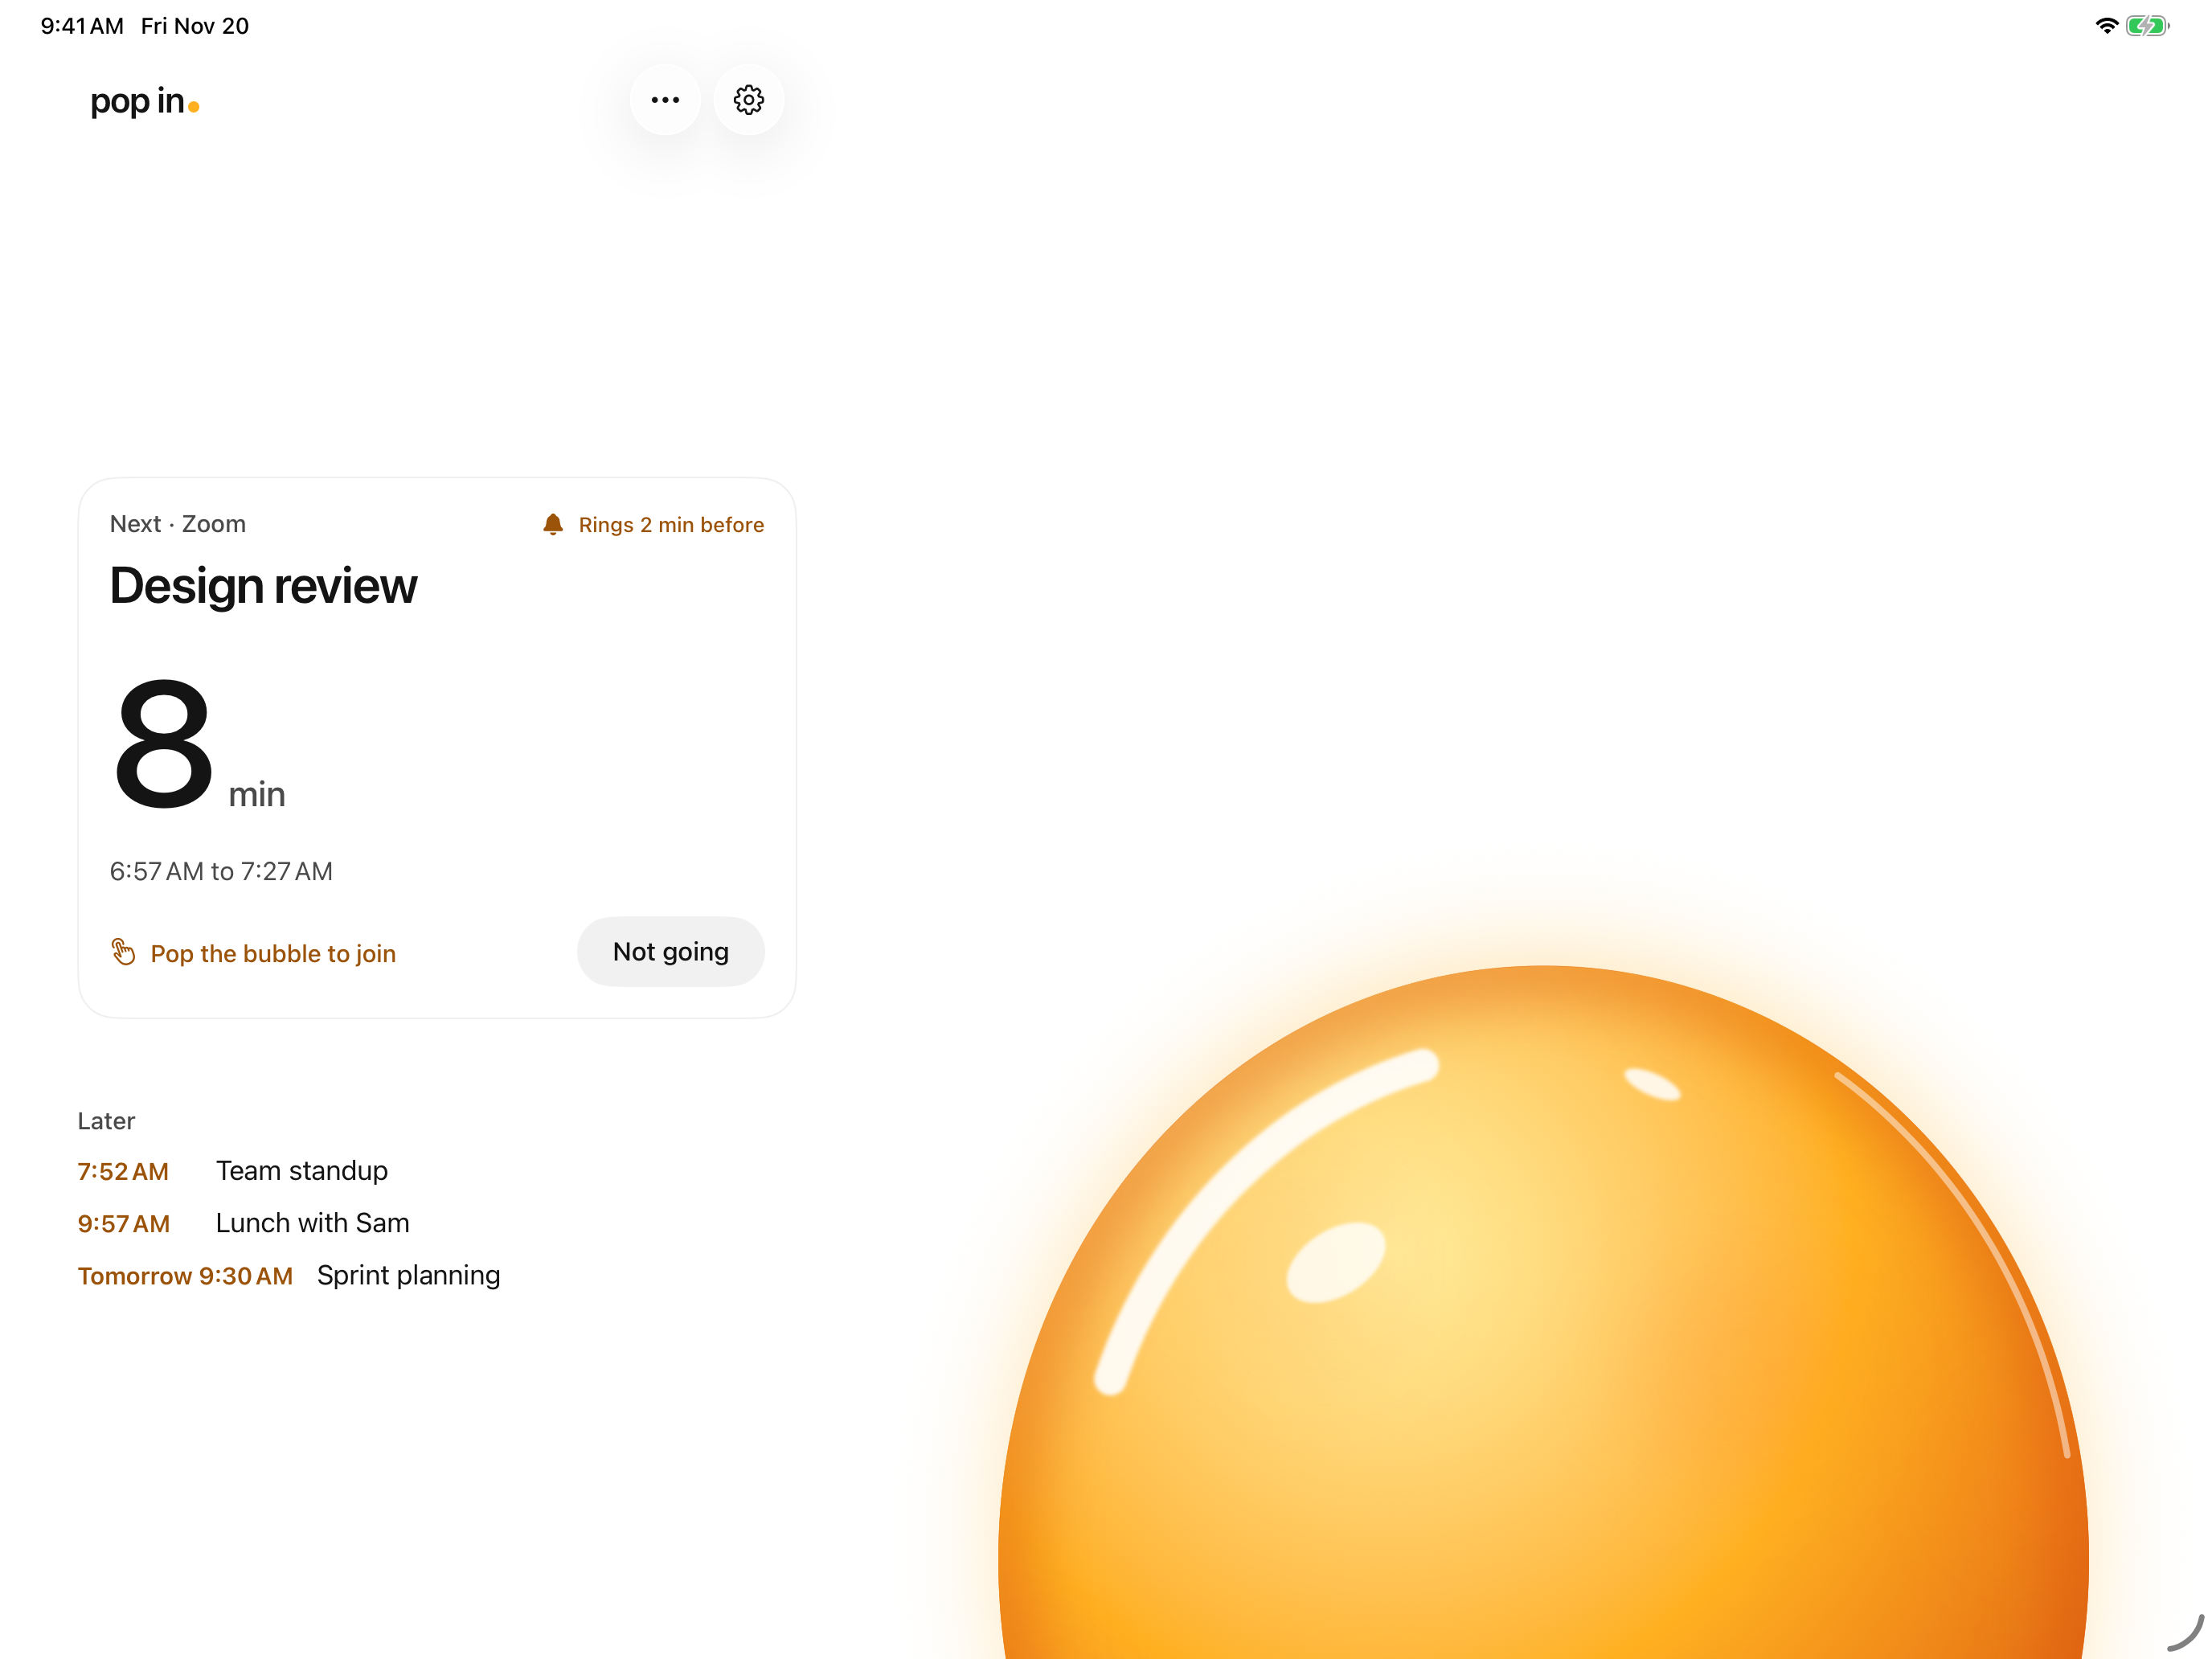 9:41 AM Fri Nov 20
pop in
Next · Zoom
Rings 2 min before
Design review
8 min
6:57 AM to 7:27 AM
Pop the bubble to join
Not going
Later
7:52 AM Team standup
9:57 AM Lunch with Sam
Tomorrow 9:30 AM Sprint planning